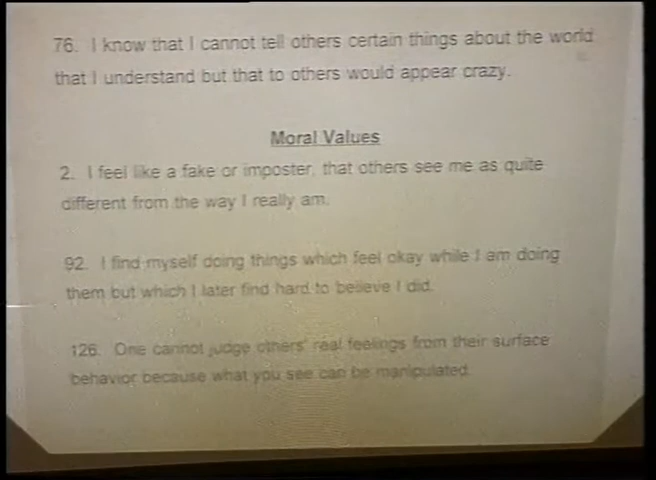 76. I know that I cannot tell others certain things about the world
that I understand but that to others would appear crazy.
Moral Values
2. I feel like a fake or imposter, that others see me as quite
different from the way I really am.
92. I find myself doing things which feel okay while I am doing
them but which I later find hard to believe I did.
126. One cannot judge others' real feelings from their surface
behavior because what you see can be manipulated.